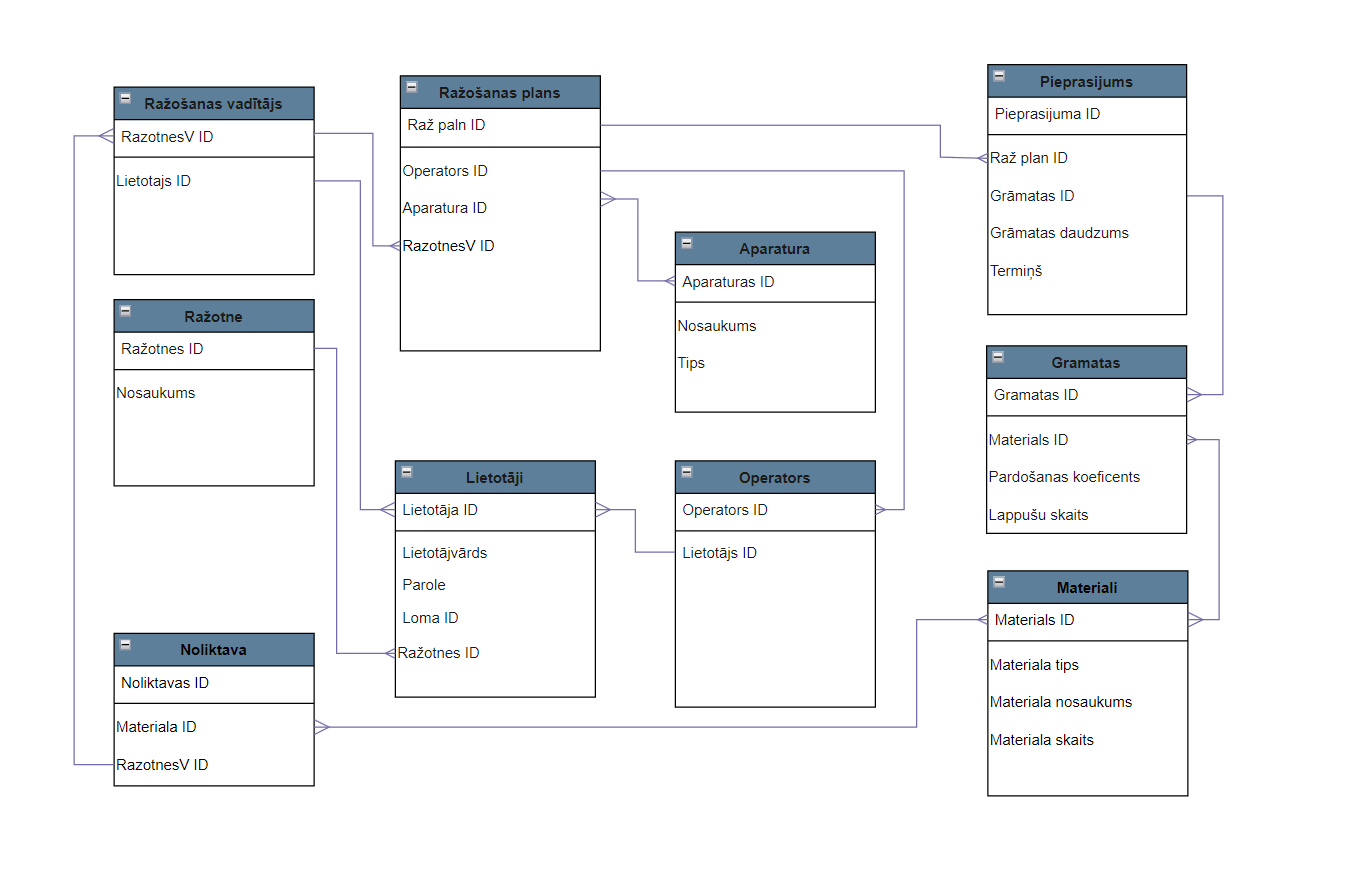 Ražošanas vadītājs
RazotnesV ID
Lietotajs ID
Ražošanas plans
Raž paln ID
Operators ID
Aparatura ID
RazotnesV ID
Pieprasijums
Pieprasijuma ID
Raž plan ID
Grāmatas ID
Grāmatas daudzums
Termiņš
Aparatura
Aparaturas ID
Nosaukums
Tips
Ražotne
Ražotnes ID
Nosaukums
Gramatas
Gramatas ID
Materials ID
Pardošanas koeficents
Lappušu skaits
Lietotāji
Lietotāja ID
Lietotājvārds
Parole
Loma ID
Ražotnes ID
Operators
Operators ID
Lietotājs ID
Materiali
Materials ID
Materiala tips
Materiala nosaukums
Materiala skaits
Noliktava
Noliktavas ID
Materiala ID
RazotnesV ID